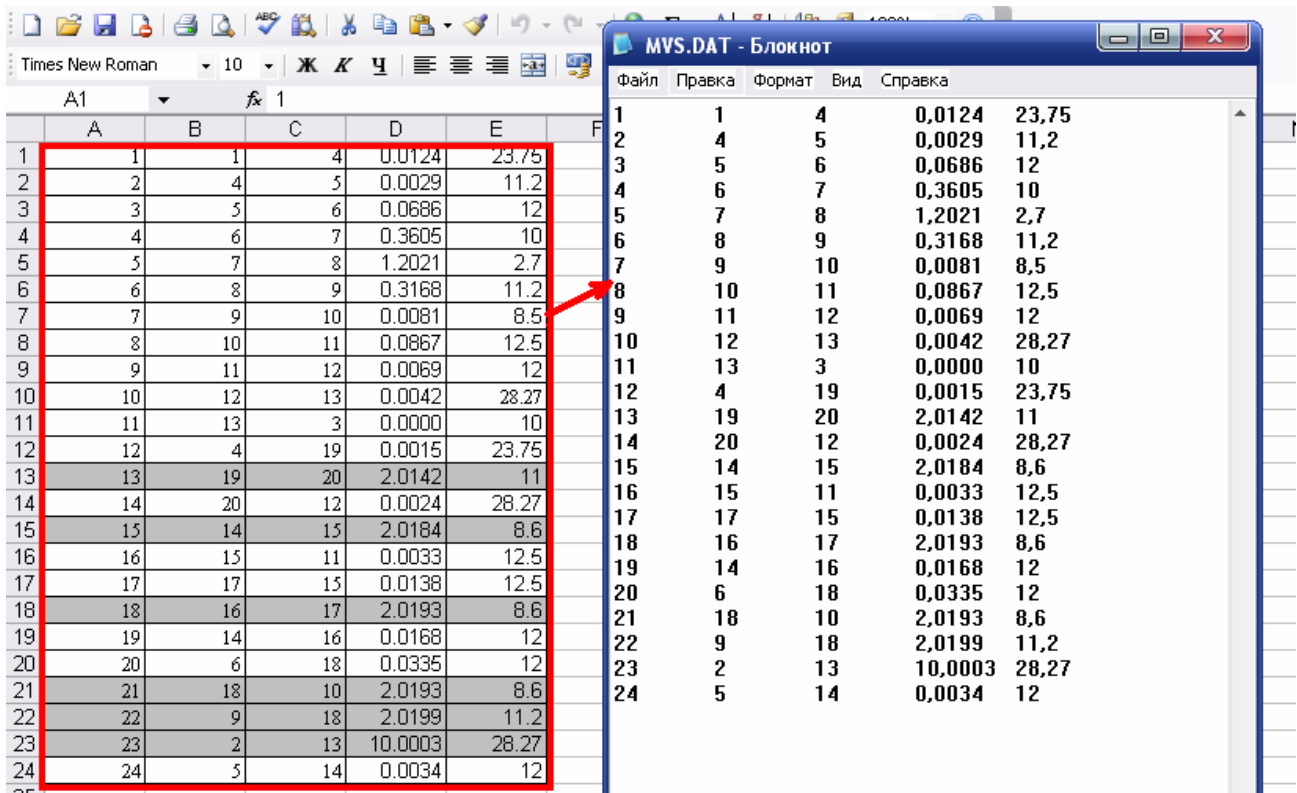 MVS.DAT - Блокнот
Times New Roman 10 Ж К Ч
Файл Правка Формат Вид Справка
A1 fx 1
A B C D E F
1 1 1 4 0.0124 23.75
2 2 4 5 0.0029 11.2
3 3 5 6 0.0686 12
4 4 6 7 0.3605 10
5 5 7 8 1.2021 2.7
6 6 8 9 0.3168 11.2
7 7 9 10 0.0081 8.5
8 8 10 11 0.0867 12.5
9 9 11 12 0.0069 12
10 10 12 13 0.0042 28.27
11 11 13 3 0.0000 10
12 12 4 19 0.0015 23.75
13 13 19 20 2.0142 11
14 14 20 12 0.0024 28.27
15 15 14 15 2.0184 8.6
16 16 15 11 0.0033 12.5
17 17 17 15 0.0138 12.5
18 18 16 17 2.0193 8.6
19 19 14 16 0.0168 12
20 20 6 18 0.0335 12
21 21 18 10 2.0193 8.6
22 22 9 18 2.0199 11.2
23 23 2 13 10.0003 28.27
24 24 5 14 0.0034 12
1 1 4 0,0124 23,75
2 4 5 0,0029 11,2
3 5 6 0,0686 12
4 6 7 0,3605 10
5 7 8 1,2021 2,7
6 8 9 0,3168 11,2
7 9 10 0,0081 8,5
8 10 11 0,0867 12,5
9 11 12 0,0069 12
10 12 13 0,0042 28,27
11 13 3 0,0000 10
12 4 19 0,0015 23,75
13 19 20 2,0142 11
14 20 12 0,0024 28,27
15 14 15 2,0184 8,6
16 15 11 0,0033 12,5
17 17 15 0,0138 12,5
18 16 17 2,0193 8,6
19 14 16 0,0168 12
20 6 18 0,0335 12
21 18 10 2,0193 8,6
22 9 18 2,0199 11,2
23 2 13 10,0003 28,27
24 5 14 0,0034 12